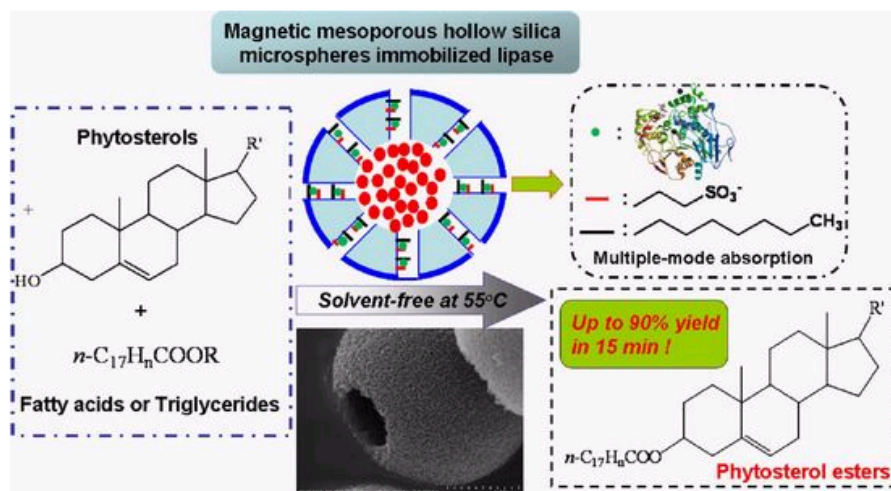 Magnetic mesoporous hollow silica
microspheres immobilized lipase
Phytosterols
R'
+
HO
+
n-C17HnCOOR
Fatty acids or Triglycerides
Solvent-free at 55°C
:
: SO3-
: CH3
Multiple-mode absorption
Up to 90% yield
in 15 min !
R'
n-C17HnCOO
Phytosterol esters